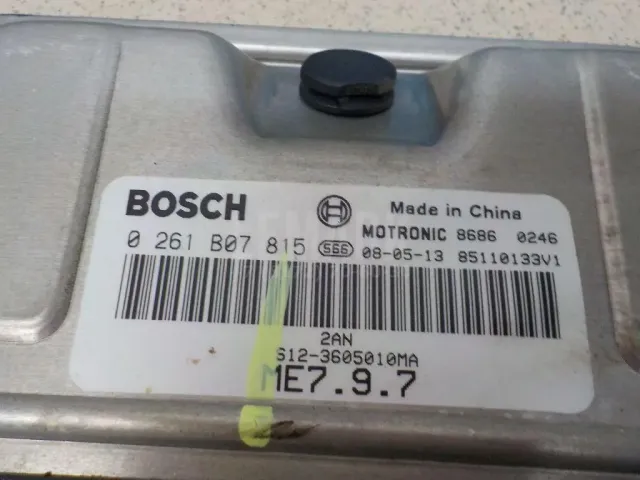 BOSCH
Made in China
MOTRONIC 8686 0246
0 261 B07 815 SGG 08-05-13 85110133V1
2AN
S12-3605010MA
ME7.9.7